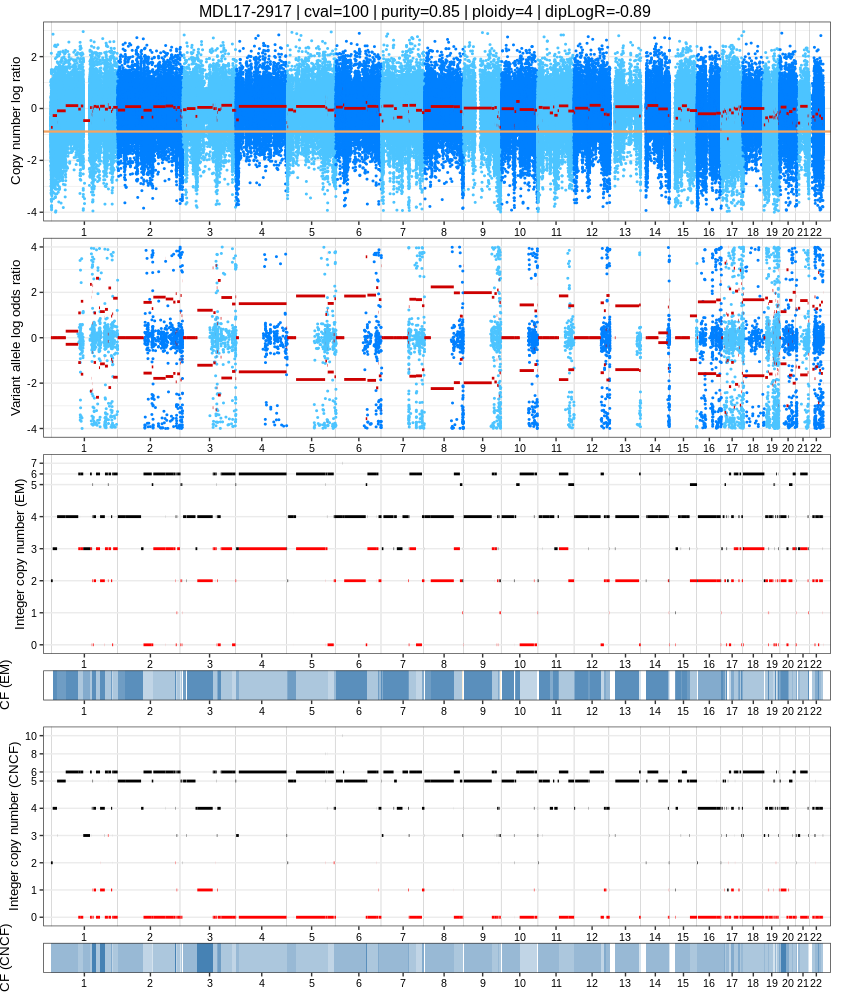 MDL17-2917 | cval=100 | purity=0.85 | ploidy=4 | dipLogR=-0.89
Copy number log ratio
2
0
-2
-4
1 2 3 4 5 6 7 8 9 10 11 12 13 14 15 16 17 18 19 20 21 22
Variant allele log odds ratio
4
2
0
-2
-4
1 2 3 4 5 6 7 8 9 10 11 12 13 14 15 16 17 18 19 20 21 22
Integer copy number (EM)
7
6
5
4
3
2
1
0
1 2 3 4 5 6 7 8 9 10 11 12 13 14 15 16 17 18 19 20 21 22
CF (EM)
1 2 3 4 5 6 7 8 9 10 11 12 13 14 15 16 17 18 19 20 21 22
Integer copy number (CNCF)
10
8
6
5
4
3
2
1
0
1 2 3 4 5 6 7 8 9 10 11 12 13 14 15 16 17 18 19 20 21 22
CF (CNCF)
1 2 3 4 5 6 7 8 9 10 11 12 13 14 15 16 17 18 19 20 21 22